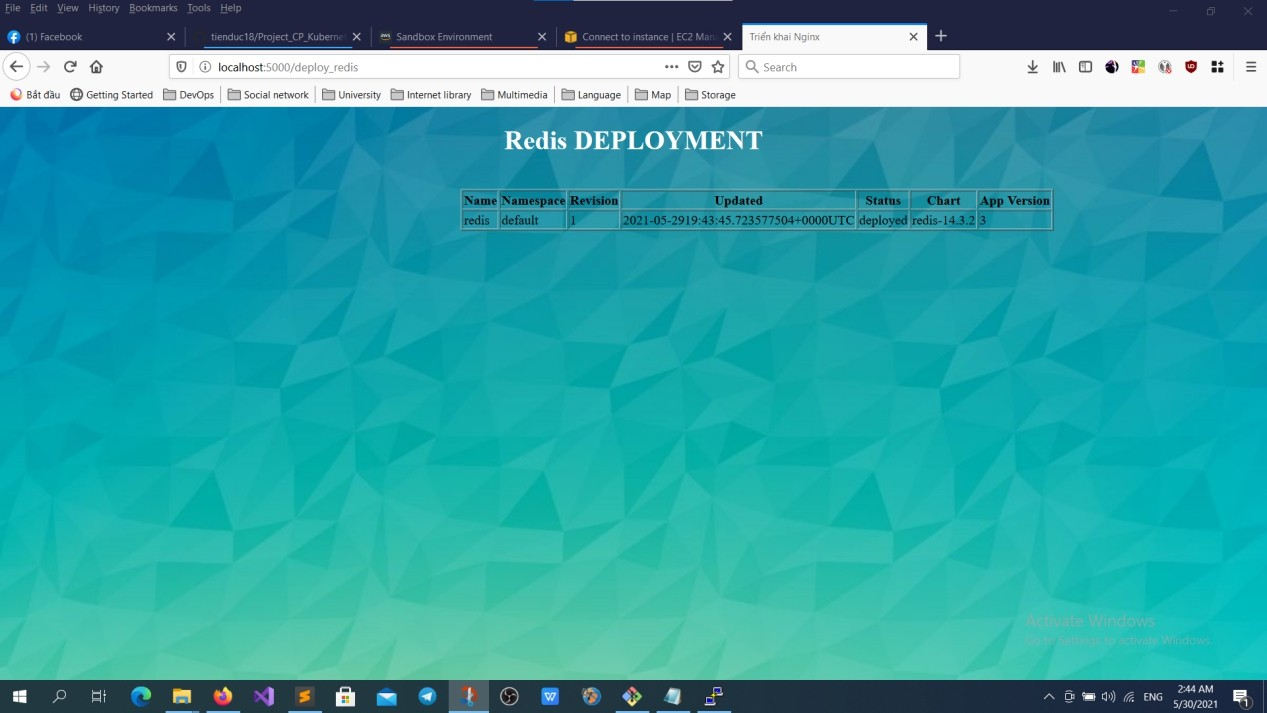 File Edit View History Bookmarks Tools Help
(1) Facebook tienduc18/Project_CP_Kubernet Sandbox Environment Connect to instance | EC2 Mana Triển khai Nginx
localhost:5000/deploy_redis Search
Bắt đầu Getting Started DevOps Social network University Internet library Multimedia Language Map Storage
Redis DEPLOYMENT
Name Namespace Revision Updated Status Chart App Version
redis default 1 2021-05-2919:43:45.723577504+0000UTC deployed redis-14.3.2 3
Activate Windows
Go to Settings to activate Windows.
ENG 2:44 AM
5/30/2021 1